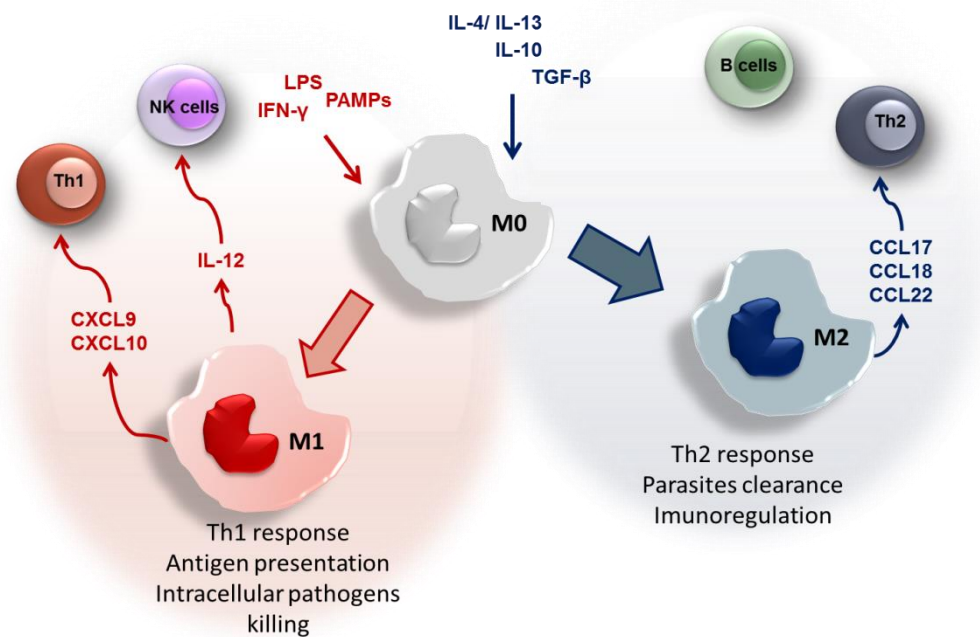 IL-4/ IL-13
IL-10
TGF-β
LPS
PAMPs
IFN-γ
NK cells
B cells
Th2
Th1
M0
IL-12
CXCL9
CXCL10
CCL17
CCL18
CCL22
M2
M1
Th2 response
Parasites clearance
Imunoregulation
Th1 response
Antigen presentation
Intracellular pathogens
killing